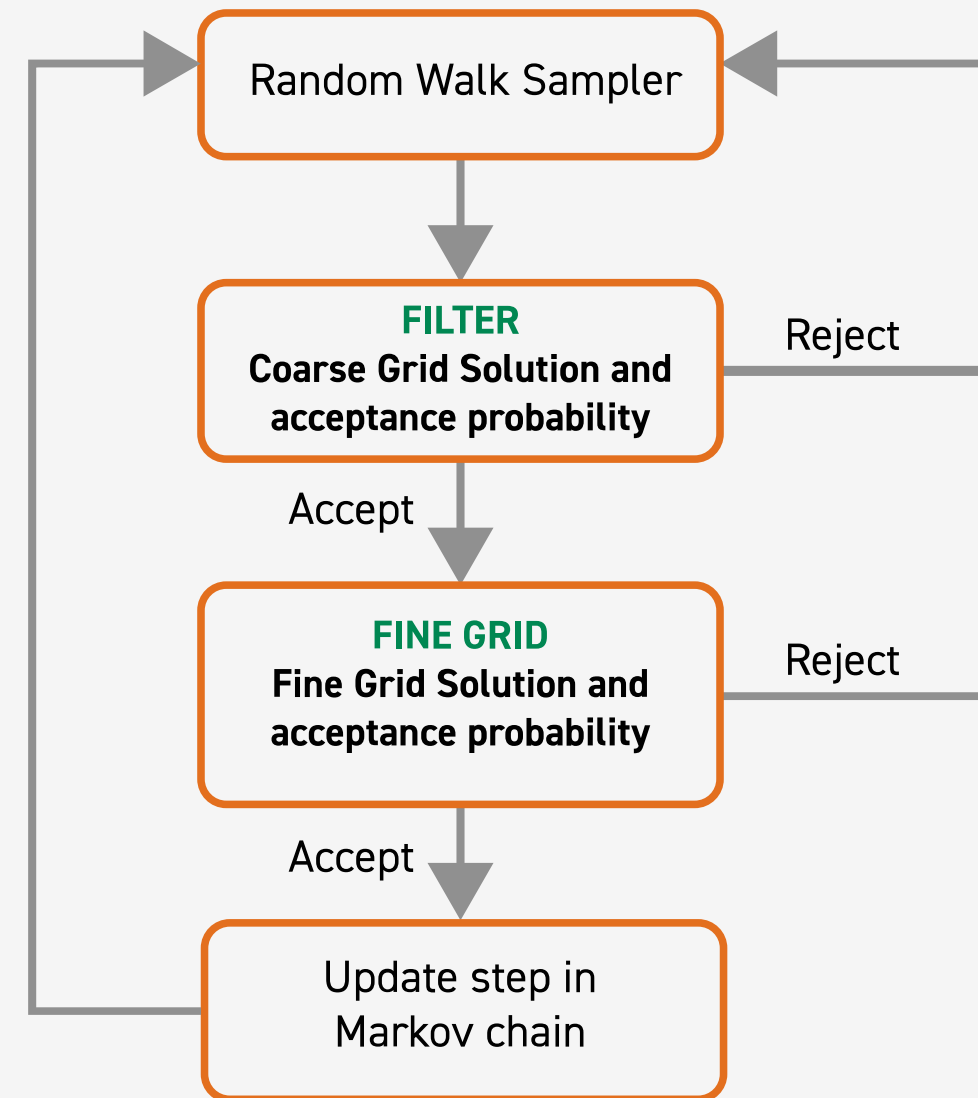 Random Walk Sampler
FILTER
Coarse Grid Solution and
acceptance probability
Reject
Accept
FINE GRID
Fine Grid Solution and
acceptance probability
Reject
Accept
Update step in
Markov chain